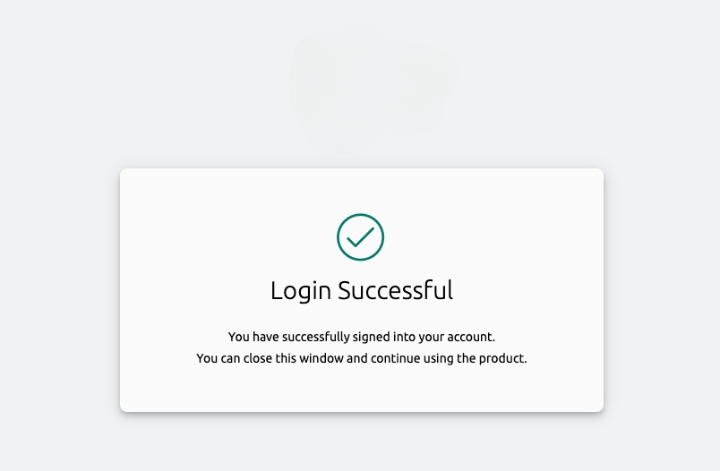 Login Successful
You have successfully signed into your account.
You can close this window and continue using the product.